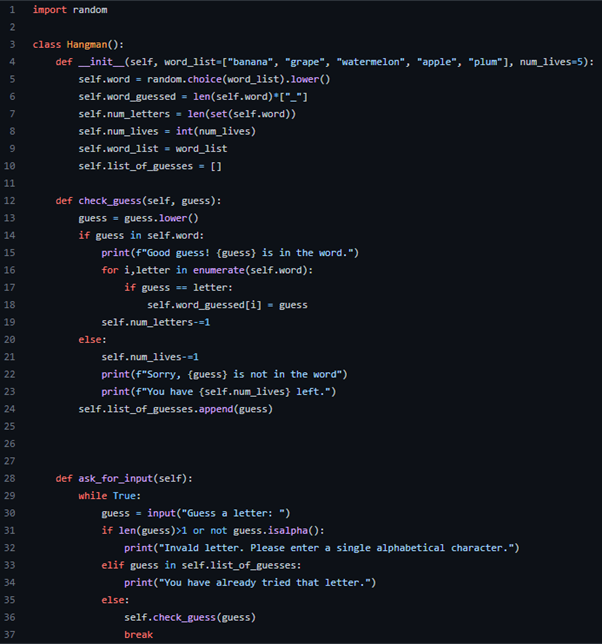 1 import random
2
3 class Hangman():
4     def __init__(self, word_list=["banana", "grape", "watermelon", "apple", "plum"], num_lives=5):
5         self.word = random.choice(word_list).lower()
6         self.word_guessed = len(self.word)*["_"]
7         self.num_letters = len(set(self.word))
8         self.num_lives = int(num_lives)
9         self.word_list = word_list
10         self.list_of_guesses = []
11
12     def check_guess(self, guess):
13         guess = guess.lower()
14         if guess in self.word:
15             print(f"Good guess! {guess} is in the word.")
16             for i,letter in enumerate(self.word):
17                 if guess == letter:
18                     self.word_guessed[i] = guess
19             self.num_letters-=1
20         else:
21             self.num_lives-=1
22             print(f"Sorry, {guess} is not in the word")
23             print(f"You have {self.num_lives} left.")
24         self.list_of_guesses.append(guess)
25
26
27
28     def ask_for_input(self):
29         while True:
30             guess = input("Guess a letter: ")
31             if len(guess)>1 or not guess.isalpha():
32                 print("Invald letter. Please enter a single alphabetical character.")
33             elif guess in self.list_of_guesses:
34                 print("You have already tried that letter.")
35             else:
36                 self.check_guess(guess)
37                 break